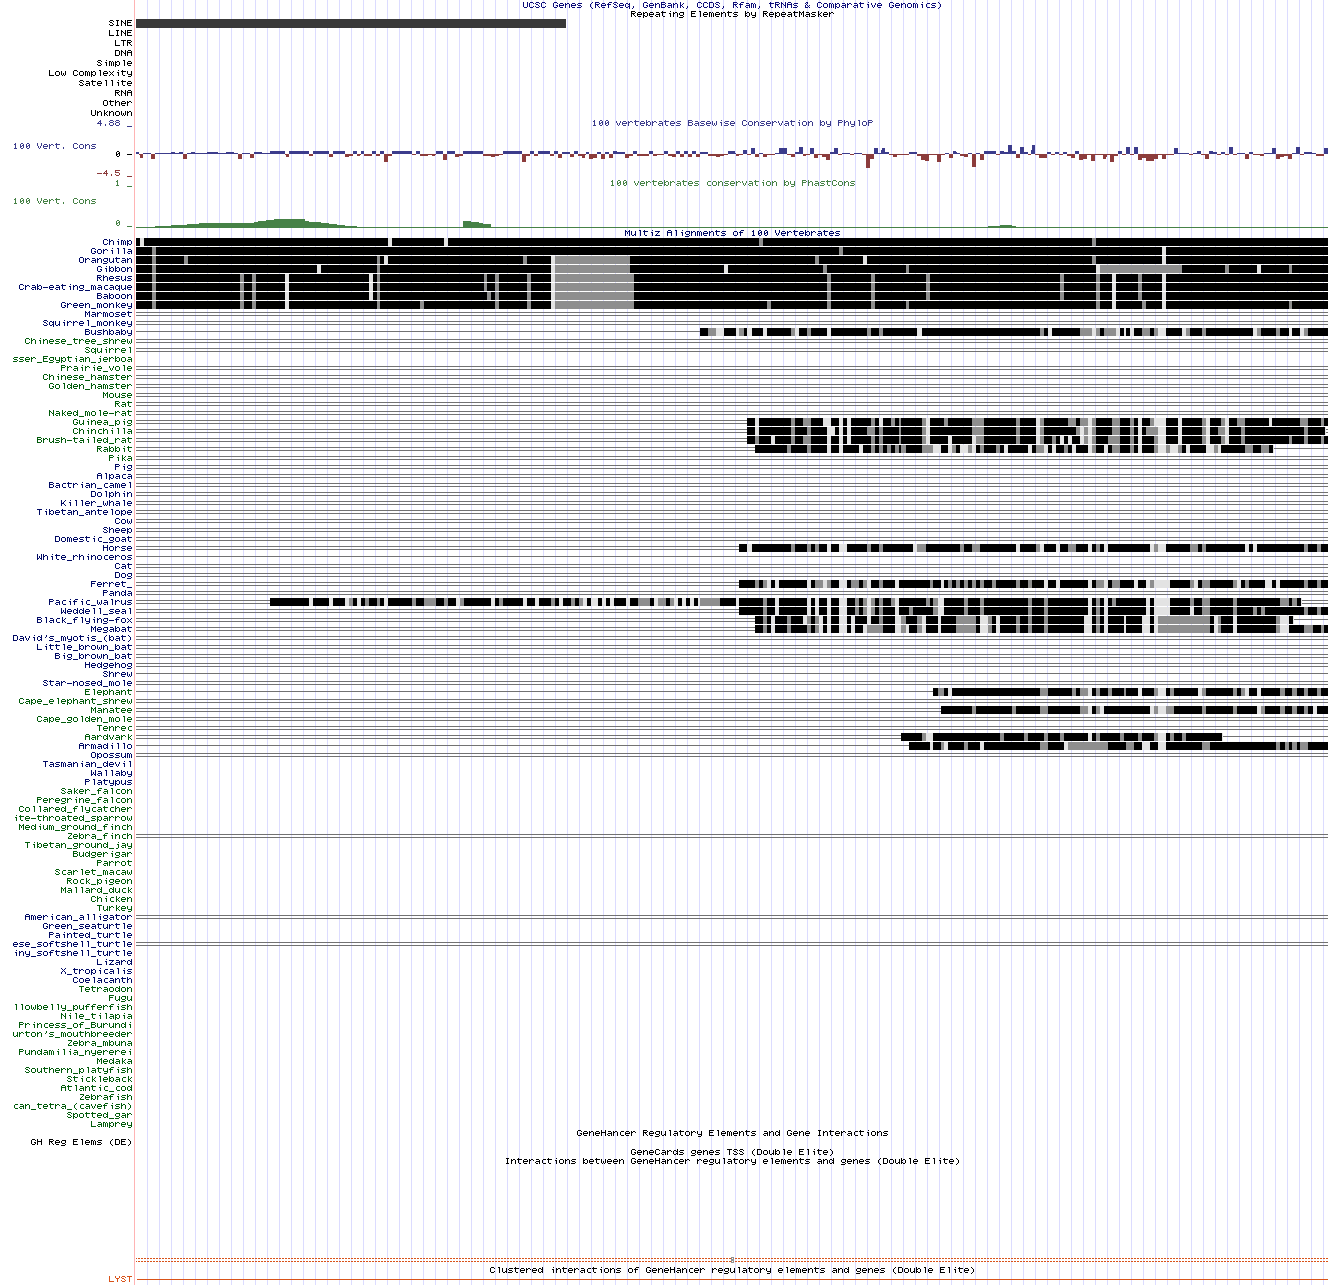 UCSC Genes (RefSeq, GenBank, CCDS, Rfam, tRNAs & Comparative Genomics)
Repeating Elements by RepeatMasker
SINE
LINE
LTR
DNA
Simple
Low Complexity
Satellite
RNA
Other
Unknown
100 vertebrates Basewise Conservation by PhyloP
4.88 _
100 Vert. Cons
0 -
-4.5 _
100 vertebrates conservation by PhastCons
1 _
100 Vert. Cons
0 _
Multiz Alignments of 100 Vertebrates
Chimp
Gorilla
Orangutan
Gibbon
Rhesus
Crab-eating_macaque
Baboon
Green_monkey
Marmoset
Squirrel_monkey
Bushbaby
Chinese_tree_shrew
Squirrel
sser_Egyptian_jerboa
Prairie_vole
Chinese_hamster
Golden_hamster
Mouse
Rat
Naked_mole-rat
Guinea_pig
Chinchilla
Brush-tailed_rat
Rabbit
Pika
Pig
Alpaca
Bactrian_camel
Dolphin
Killer_whale
Tibetan_antelope
Cow
Sheep
Domestic_goat
Horse
White_rhinoceros
Cat
Dog
Ferret_
Panda
Pacific_walrus
Weddell_seal
Black_flying-fox
Megabat
David's_myotis_(bat)
Little_brown_bat
Big_brown_bat
Hedgehog
Shrew
Star-nosed_mole
Elephant
Cape_elephant_shrew
Manatee
Cape_golden_mole
Tenrec
Aardvark
Armadillo
Opossum
Tasmanian_devil
Wallaby
Platypus
Saker_falcon
Peregrine_falcon
Collared_flycatcher
ite-throated_sparrow
Medium_ground_finch
Zebra_finch
Tibetan_ground_jay
Budgerigar
Parrot
Scarlet_macaw
Rock_pigeon
Mallard_duck
Chicken
Turkey
American_alligator
Green_seaturtle
Painted_turtle
ese_softshell_turtle
iny_softshell_turtle
Lizard
X_tropicalis
Coelacanth
Tetraodon
Fugu
llowbelly_pufferfish
Nile_tilapia
Princess_of_Burundi
urton's_mouthbreeder
Zebra_mbuna
Pundamilia_nyererei
Medaka
Southern_platyfish
Stickleback
Atlantic_cod
Zebrafish
can_tetra_(cavefish)
Spotted_gar
Lamprey
GeneHancer Regulatory Elements and Gene Interactions
GH Reg Elems (DE)
GeneCards genes TSS (Double Elite)
Interactions between GeneHancer regulatory elements and genes (Double Elite)
Clustered interactions of GeneHancer regulatory elements and genes (Double Elite)
LYST